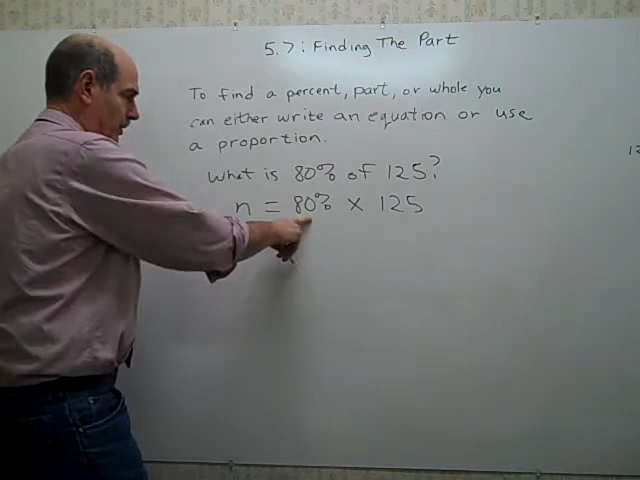 5.7: Finding The Part
To find a percent, part, or whole you
can either write an equation or use
a proportion.
What is 80% of 125?
n = 80% x 125
12